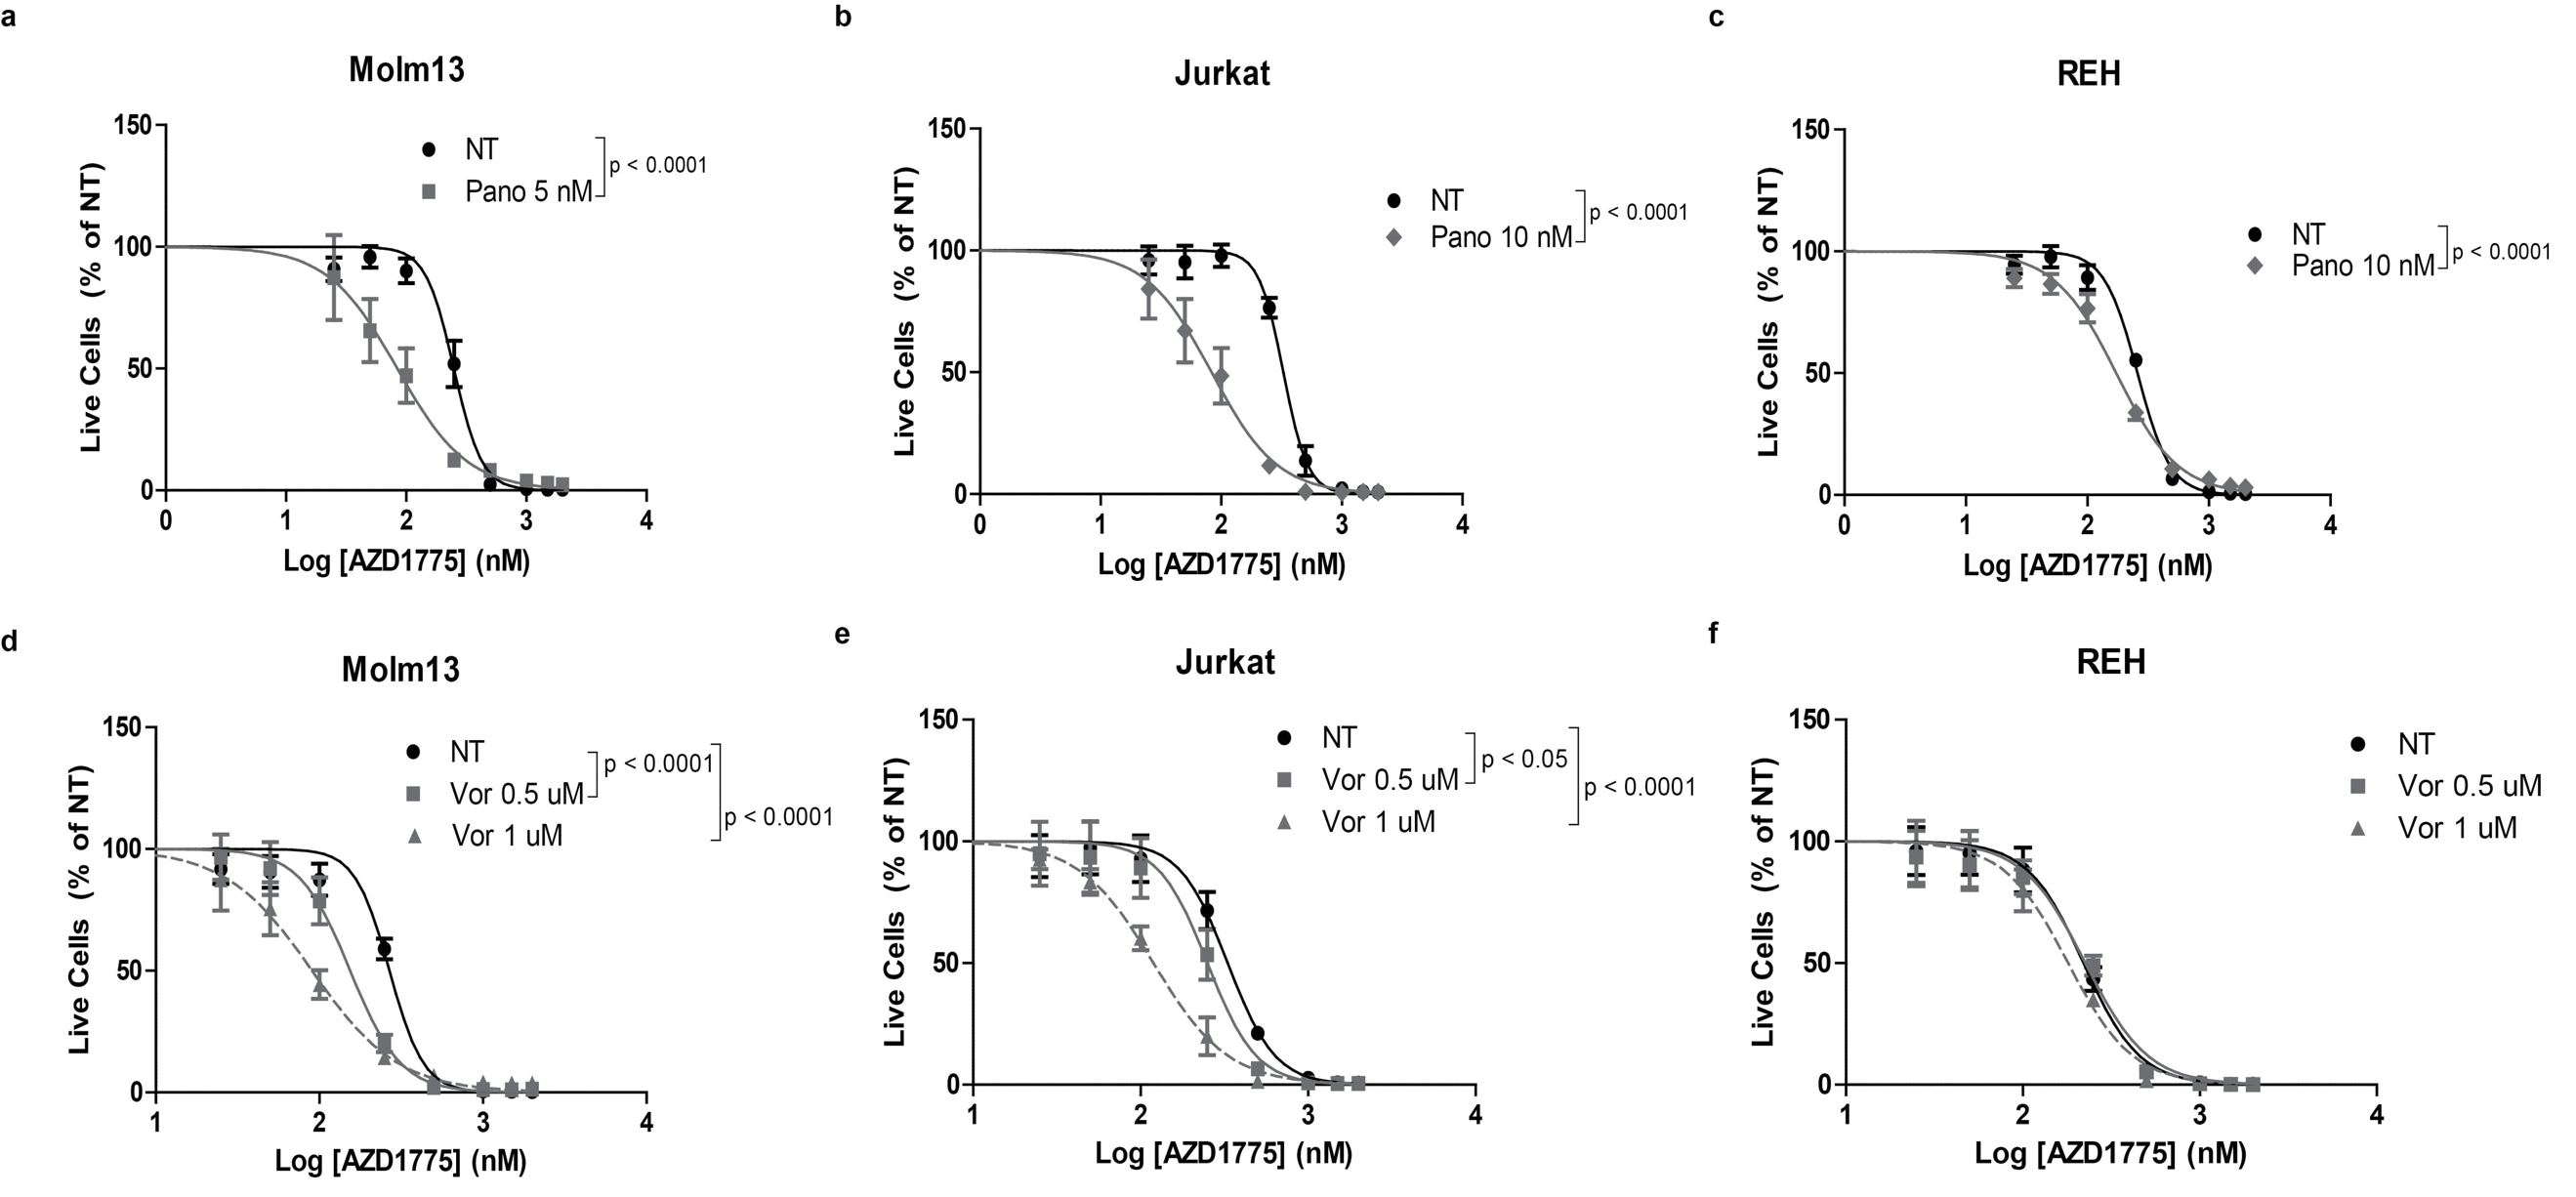 a
Molm13
150
100
50
0
0 1 2 3 4
Live Cells (% of NT)
Log [AZD1775] (nM)
NT
Pano 5 nM
p < 0.0001
b
Jurkat
150
100
50
0
0 1 2 3 4
Live Cells (% of NT)
Log [AZD1775] (nM)
NT
Pano 10 nM
p < 0.0001
c
REH
150
100
50
0
0 1 2 3 4
Live Cells (% of NT)
Log [AZD1775] (nM)
NT
Pano 10 nM
p < 0.0001
d
Molm13
150
100
50
0
1 2 3 4
Live Cells (% of NT)
Log [AZD1775] (nM)
NT
Vor 0.5 uM
Vor 1 uM
p < 0.0001
p < 0.0001
e
Jurkat
150
100
50
0
1 2 3 4
Live Cells (% of NT)
Log [AZD1775] (nM)
NT
Vor 0.5 uM
Vor 1 uM
p < 0.05
p < 0.0001
f
REH
150
100
50
0
1 2 3 4
Live Cells (% of NT)
Log [AZD1775] (nM)
NT
Vor 0.5 uM
Vor 1 uM